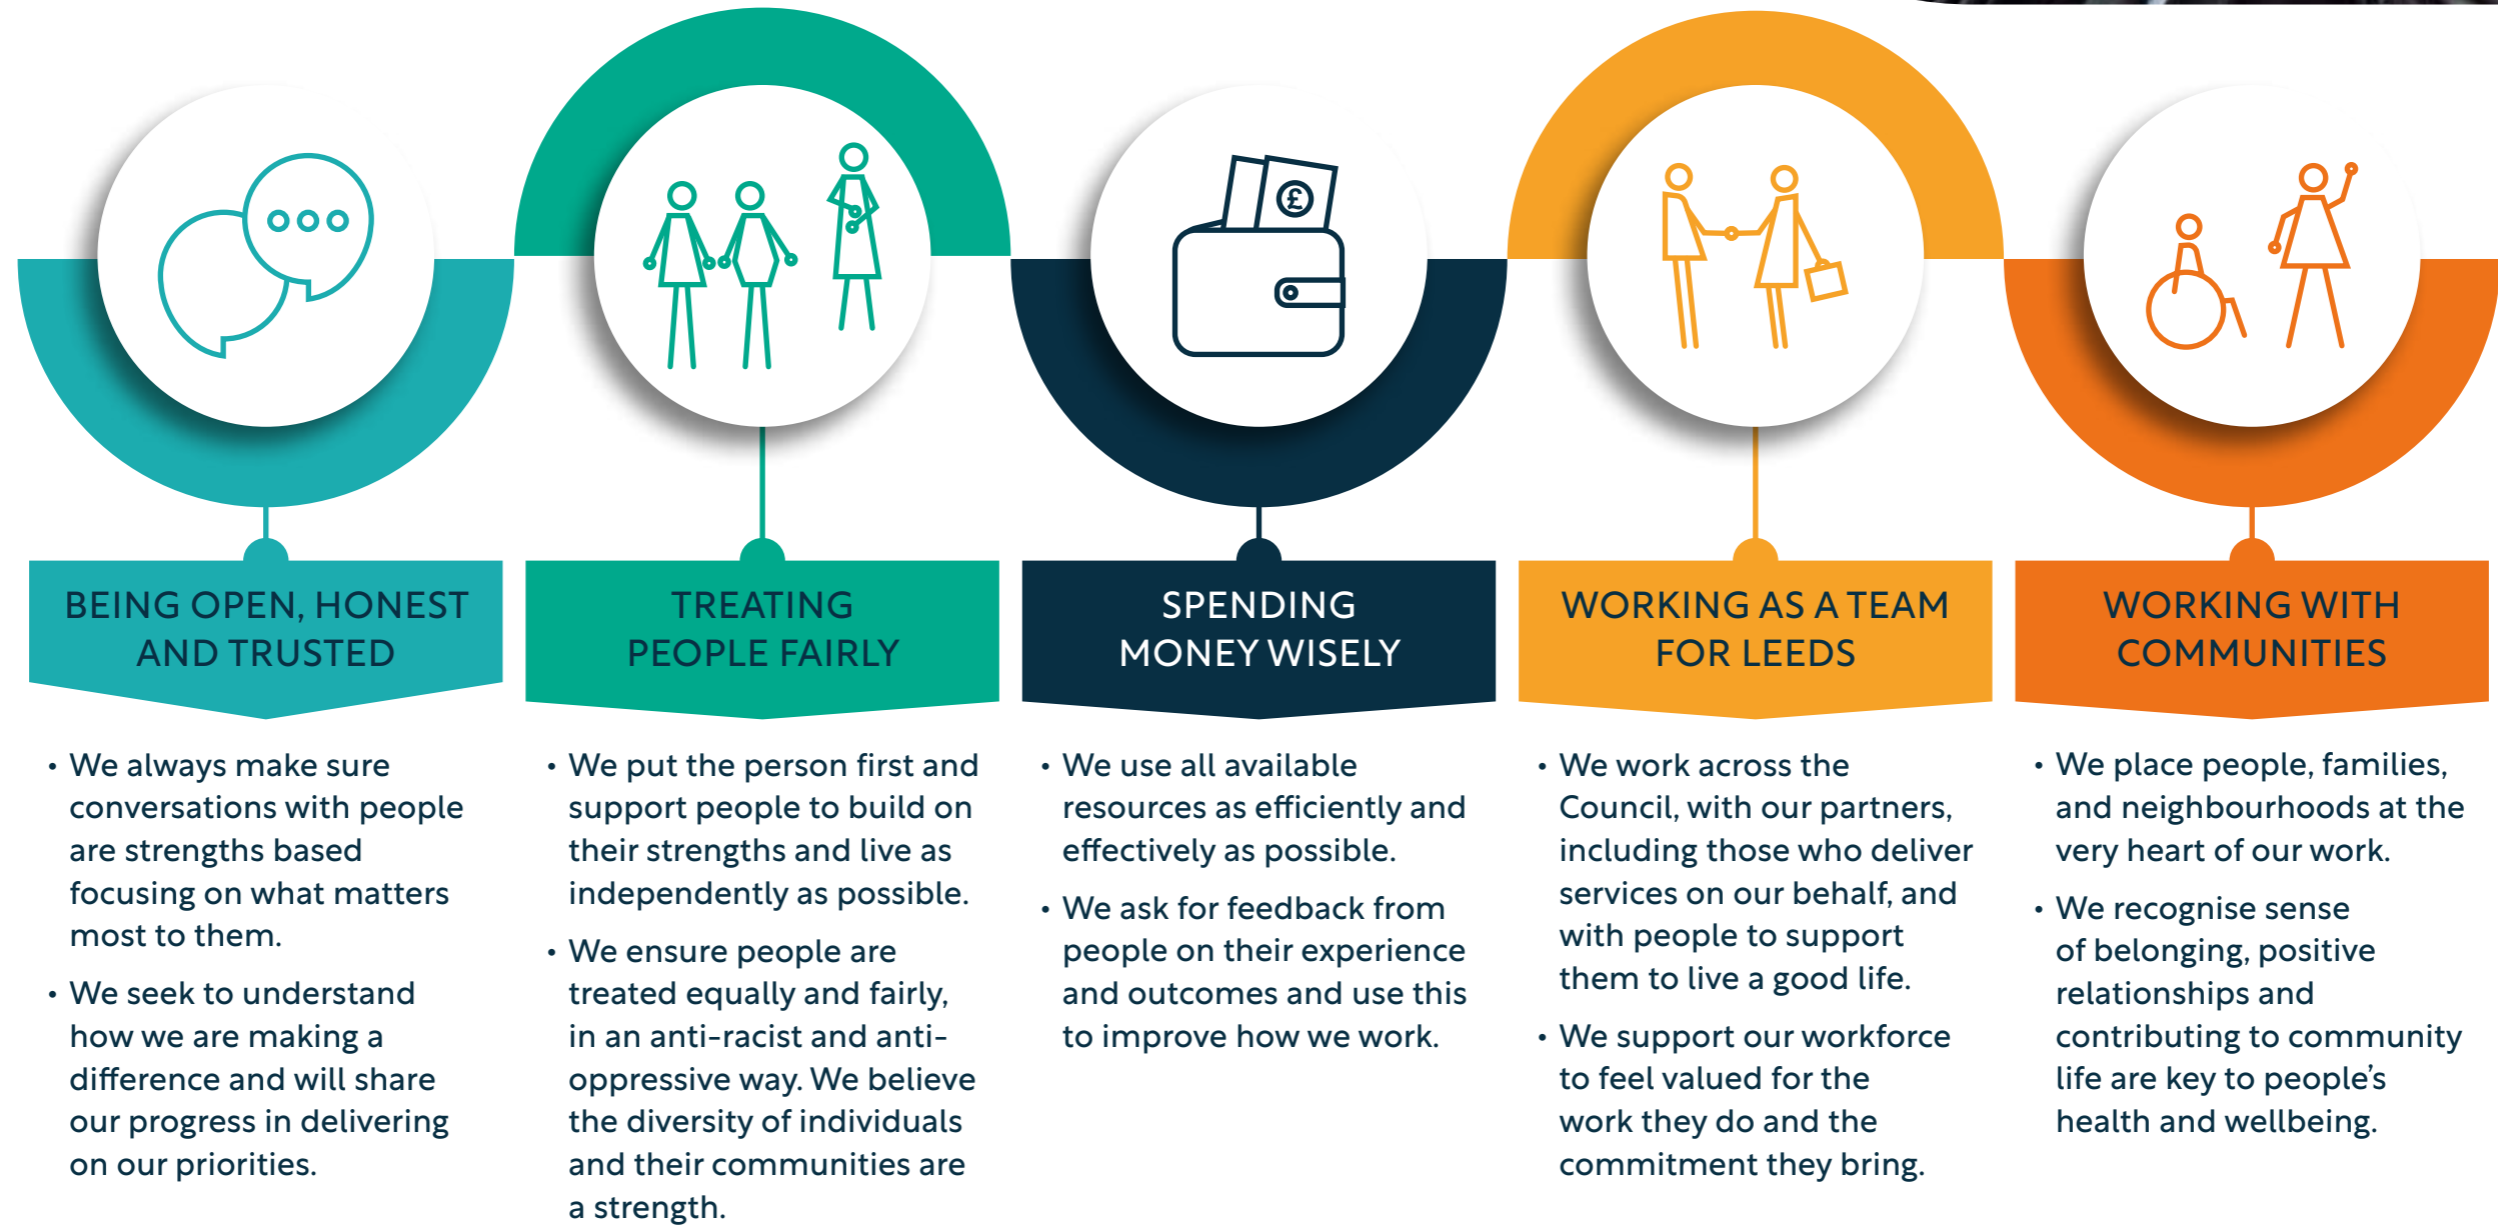 £
BEING OPEN, HONEST
AND TRUSTED
• We always make sure
conversations with people
are strengths based
focusing on what matters
most to them.
• We seek to understand
how we are making a
difference and will share
our progress in delivering
on our priorities.
TREATING
PEOPLE FAIRLY
• We put the person first and
support people to build on
their strengths and live as
independently as possible.
• We ensure people are
treated equally and fairly,
in an anti-racist and anti-
oppressive way. We believe
the diversity of individuals
and their communities are
a strength.
SPENDING
MONEY WISELY
• We use all available
resources as efficiently and
effectively as possible.
• We ask for feedback from
people on their experience
and outcomes and use this
to improve how we work.
WORKING AS A TEAM
FOR LEEDS
• We work across the
Council, with our partners,
including those who deliver
services on our behalf, and
with people to support
them to live a good life.
• We support our workforce
to feel valued for the
work they do and the
commitment they bring.
WORKING WITH
COMMUNITIES
• We place people, families,
and neighbourhoods at the
very heart of our work.
• We recognise sense
of belonging, positive
relationships and
contributing to community
life are key to people’s
health and wellbeing.